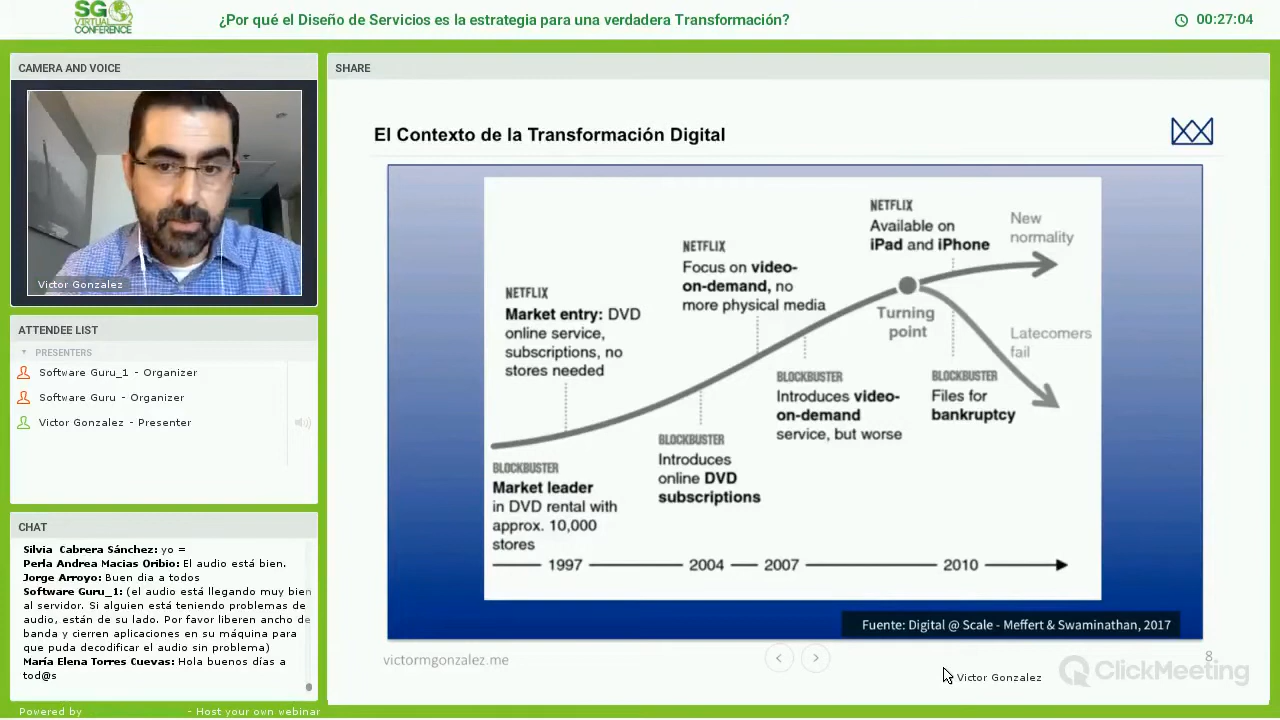 SG
VIRTUAL
CONFERENCE
¿Por qué el Diseño de Servicios es la estrategia para una verdadera Transformación?
00:27:04
CAMERA AND VOICE
Victor Gonzalez
ATTENDEE LIST
PRESENTERS
Software Guru_1 - Organizer
Software Guru - Organizer
Victor Gonzalez - Presenter
CHAT
Silvia Cabrera Sánchez: yo =
Perla Andrea Macias Oribio: El audio está bien.
Jorge Arroyo: Buen dia a todos
Software Guru_1: (el audio está llegando muy bien
al servidor. Si alguien está teniendo problemas de
audio, están de su lado. Por favor liberen ancho de
banda y cierren aplicaciones en su máquina para
que puda decodificar el audio sin problema)
María Elena Torres Cuevas: Hola buenos días a
tod@s
Powered by - Host your own webinar
SHARE
El Contexto de la Transformación Digital
NETFLIX
Market entry: DVD
online service,
subscriptions, no
stores needed
NETFLIX
Focus on video-
on-demand, no
more physical media
NETFLIX
Available on
iPad and iPhone
New
normality
Turning
point
Latecomers
fail
BLOCKBUSTER
Market leader
in DVD rental with
approx. 10,000
stores
BLOCKBUSTER
Introduces
online DVD
subscriptions
BLOCKBUSTER
Introduces video-
on-demand
service, but worse
BLOCKBUSTER
Files for
bankruptcy
1997
2004
2007
2010
Fuente: Digital @ Scale - Meffert & Swaminathan, 2017
victormgonzalez.me
8
Victor Gonzalez
ClickMeeting